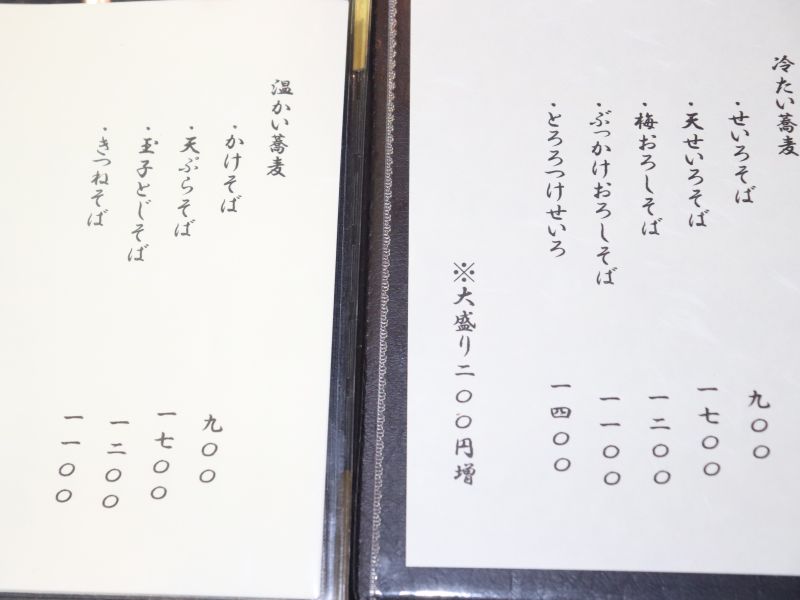 冷たい蕎麦
・せいろそば 九〇〇
・天せいろそば 一七〇〇
・梅おろしそば 一二〇〇
・ぶっかけおろしそば 一一〇〇
・とろろつけせいろ 一四〇〇
※大盛り二〇〇円増
温かい蕎麦
・かけそば 九〇〇
・天ぷらそば 一七〇〇
・玉子とじそば 一二〇〇
・きつねそば 一一〇〇